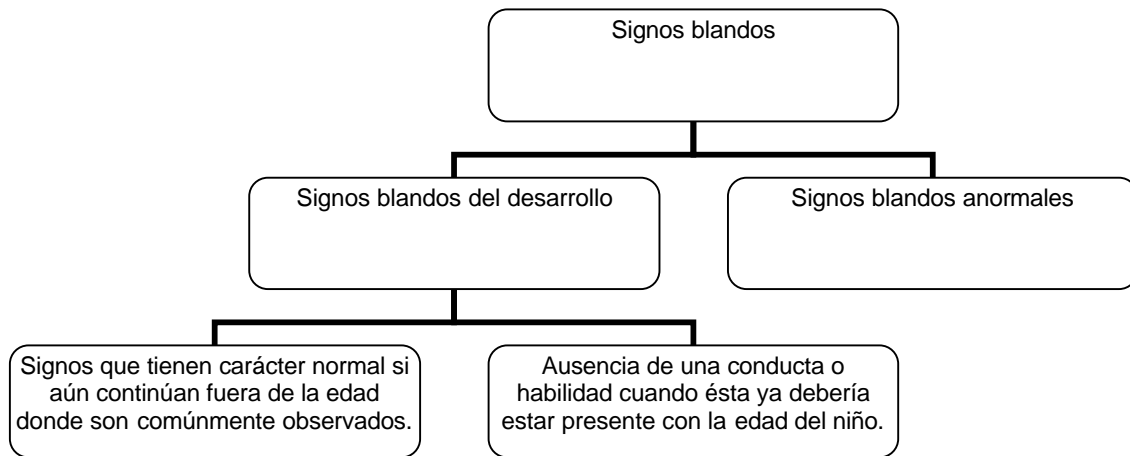 Signos blandos
Signos blandos del desarrollo
Signos blandos anormales
Signos que tienen carácter normal si
aún continúan fuera de la edad
donde son comúnmente observados.
Ausencia de una conducta o
habilidad cuando ésta ya debería
estar presente con la edad del niño.